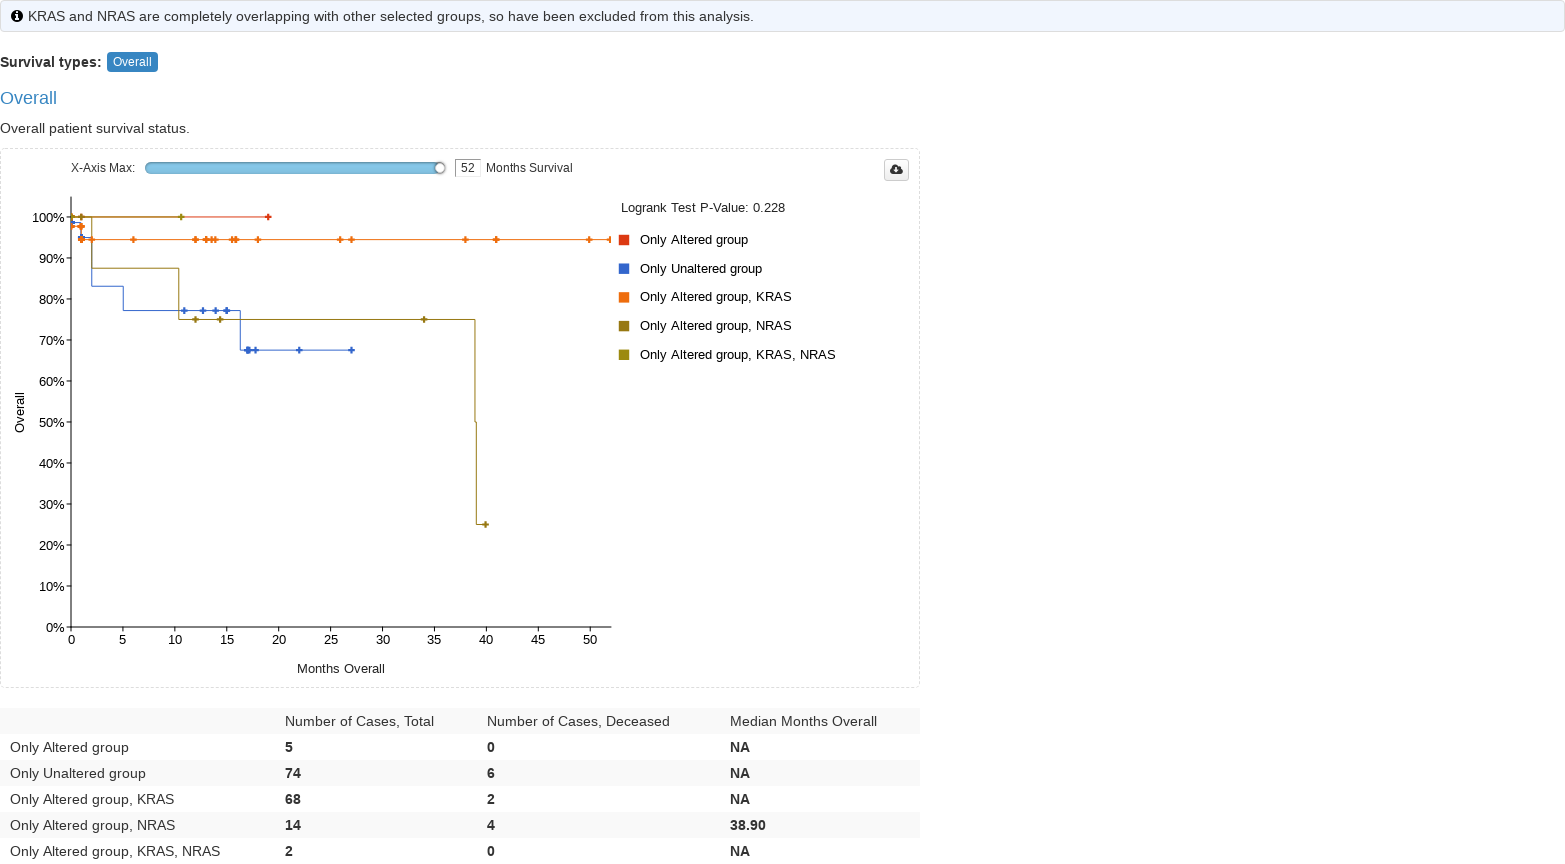 KRAS and NRAS are completely overlapping with other selected groups, so have been excluded from this analysis.
Survival types: Overall
Overall
Overall patient survival status.
X-Axis Max: 52 Months Survival
Logrank Test P-Value: 0.228
Only Altered group
Only Unaltered group
Only Altered group, KRAS
Only Altered group, NRAS
Only Altered group, KRAS, NRAS
100%
90%
80%
70%
60%
50%
40%
30%
20%
10%
0%
Overall
0 5 10 15 20 25 30 35 40 45 50
Months Overall
Number of Cases, Total Number of Cases, Deceased Median Months Overall
Only Altered group 5 0 NA
Only Unaltered group 74 6 NA
Only Altered group, KRAS 68 2 NA
Only Altered group, NRAS 14 4 38.90
Only Altered group, KRAS, NRAS 2 0 NA